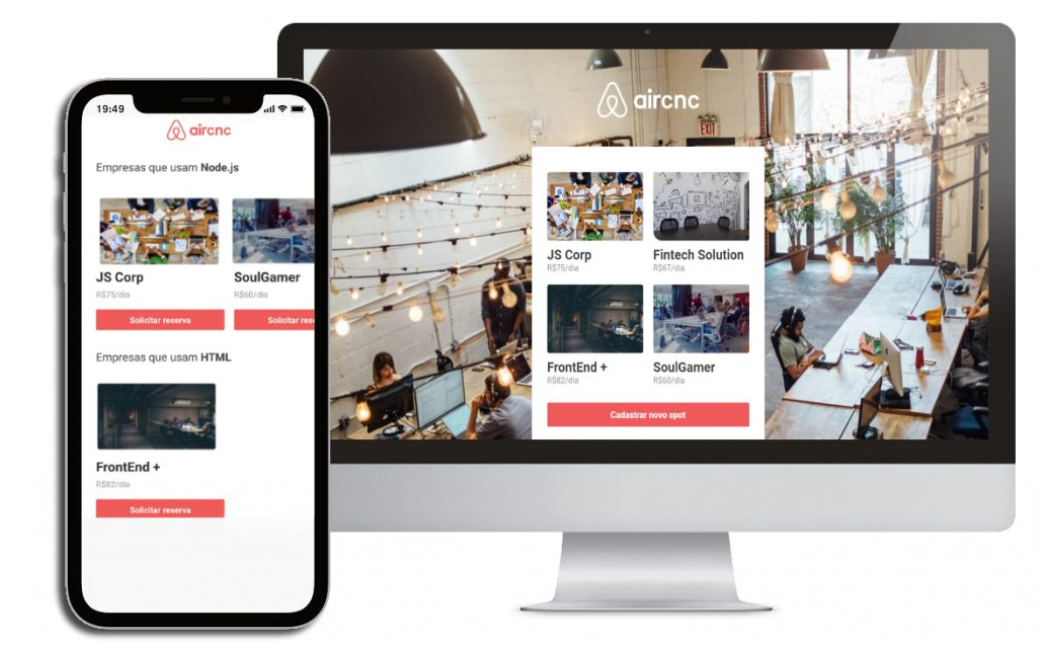 19:49
aircnc
Empresas que usam Node.js
JS Corp
R$75/dia
Solicitar reserva
SoulGamer
R$60/dia
Solicitar res
Empresas que usam HTML
FrontEnd +
R$82/dia
Solicitar reserva
aircnc
EXIT
JS Corp
R$75/dia
Fintech Solution
R$67/dia
FrontEnd +
R$82/dia
SoulGamer
R$60/dia
Cadastrar novo spot